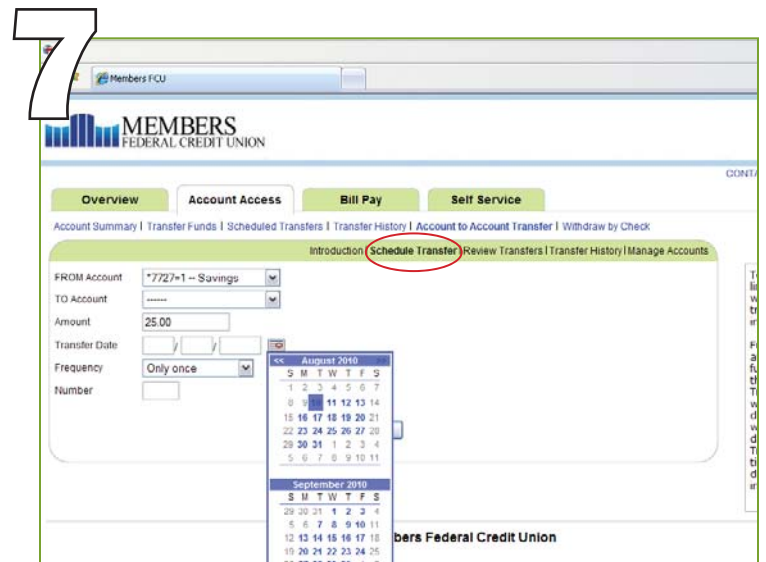 7
Members FCU
MEMBERS
FEDERAL CREDIT UNION
Overview Account Access Bill Pay Self Service
Account Summary | Transfer Funds | Scheduled Transfers | Transfer History | Account to Account Transfer | Withdraw by Check
Introduction | Schedule Transfer | Review Transfers | Transfer History | Manage Accounts
FROM Account *7727=1 -- Savings
TO Account ------
Amount 25.00
Transfer Date / /
Frequency Only once
Number
<< August 2010 >>
S M T W T F S
1 2 3 4 5 6 7
8 9 10 11 12 13 14
15 16 17 18 19 20 21
22 23 24 25 26 27 28
29 30 31 1 2 3 4
5 6 7 8 9 10 11
September 2010
S M T W T F S
29 30 31 1 2 3 4
5 6 7 8 9 10 11
12 13 14 15 16 17 18
19 20 21 22 23 24 25
bers Federal Credit Union